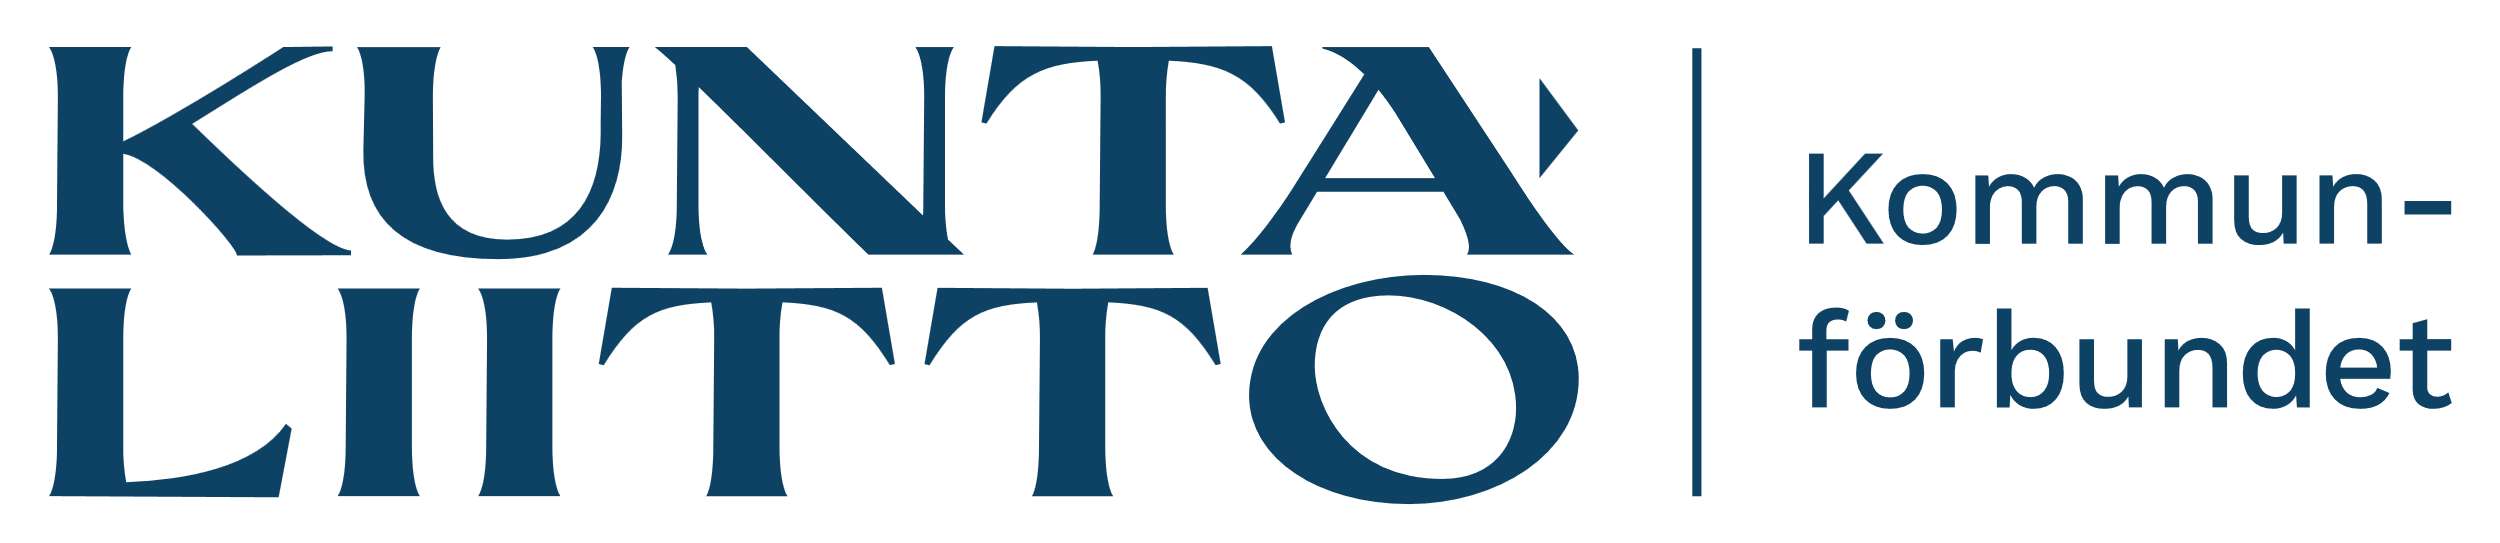 KUNTA
LIITTO
Kommun-
förbundet